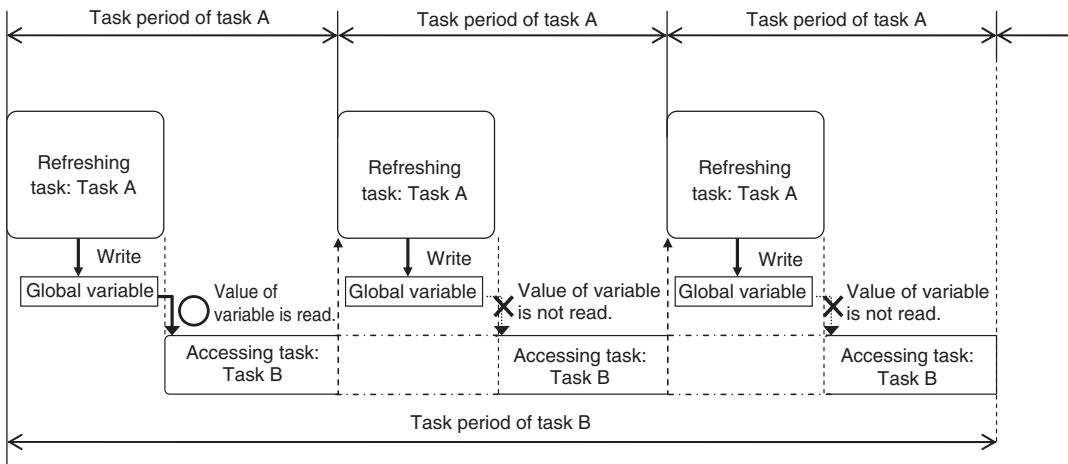 Task period of task A
Task period of task A
Task period of task A
Refreshing
task: Task A
Refreshing
task: Task A
Refreshing
task: Task A
Write
Write
Write
Global variable
Value of
variable is read.
Global variable
Value of variable
is not read.
Global variable
Value of variable
is not read.
Accessing task:
Task B
Accessing task:
Task B
Accessing task:
Task B
Task period of task B